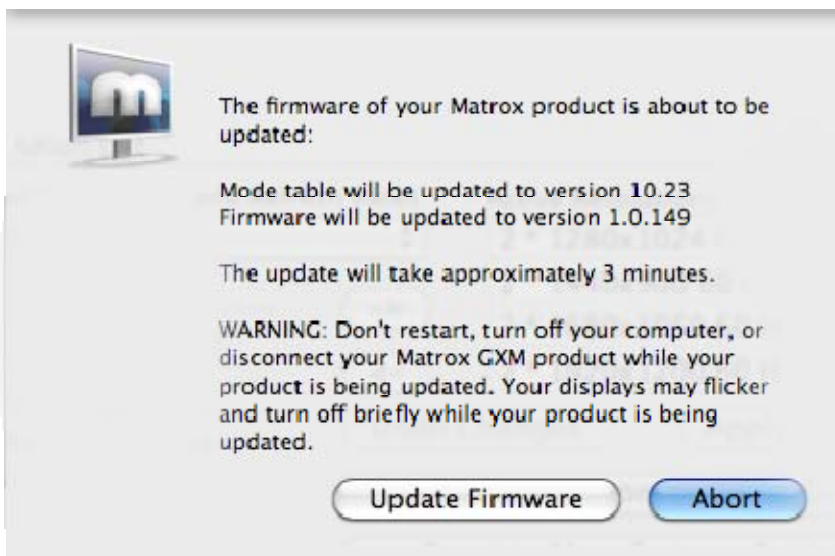 m
The firmware of your Matrox product is about to be
updated:
Mode table will be updated to version 10.23
Firmware will be updated to version 1.0.149
The update will take approximately 3 minutes.
WARNING: Don't restart, turn off your computer, or
disconnect your Matrox GXM product while your
product is being updated. Your displays may flicker
and turn off briefly while your product is being
updated.
Update Firmware
Abort